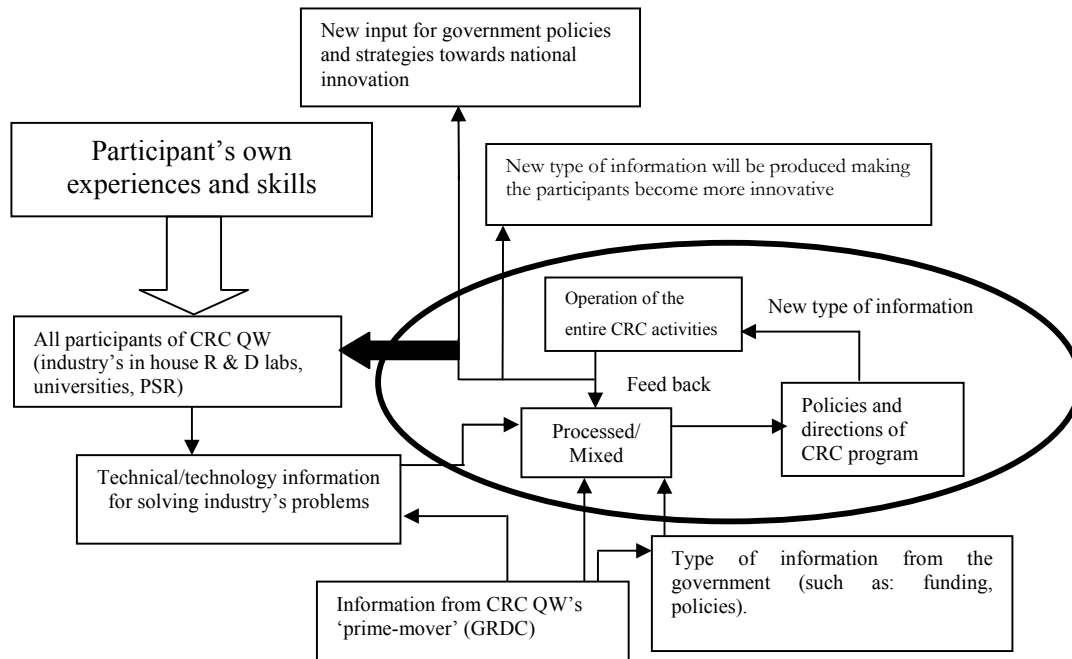 New input for government policies
and strategies towards national
innovation
Participant's own
experiences and skills
New type of information will be produced making
the participants become more innovative
Operation of the
entire CRC activities
New type of information
All participants of CRC QW
(industry's in house R & D labs,
universities, PSR)
Feed back
Policies and
directions of
CRC program
Processed/
Mixed
Technical/technology information
for solving industry's problems
Type of information from the
government (such as: funding,
policies).
Information from CRC QW's
'prime-mover' (GRDC)